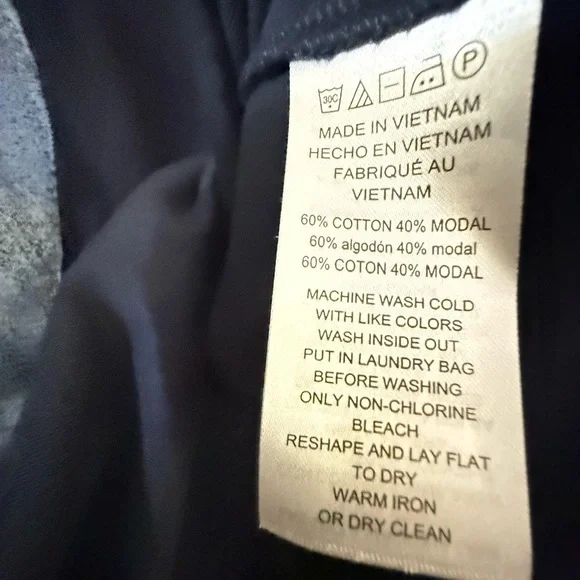 30C P
MADE IN VIETNAM
HECHO EN VIETNAM
FABRIQUÉ AU
VIETNAM
60% COTTON 40% MODAL
60% algodón 40% modal
60% COTON 40% MODAL
MACHINE WASH COLD
WITH LIKE COLORS
WASH INSIDE OUT
PUT IN LAUNDRY BAG
BEFORE WASHING
ONLY NON-CHLORINE
BLEACH
RESHAPE AND LAY FLAT
TO DRY
WARM IRON
OR DRY CLEAN